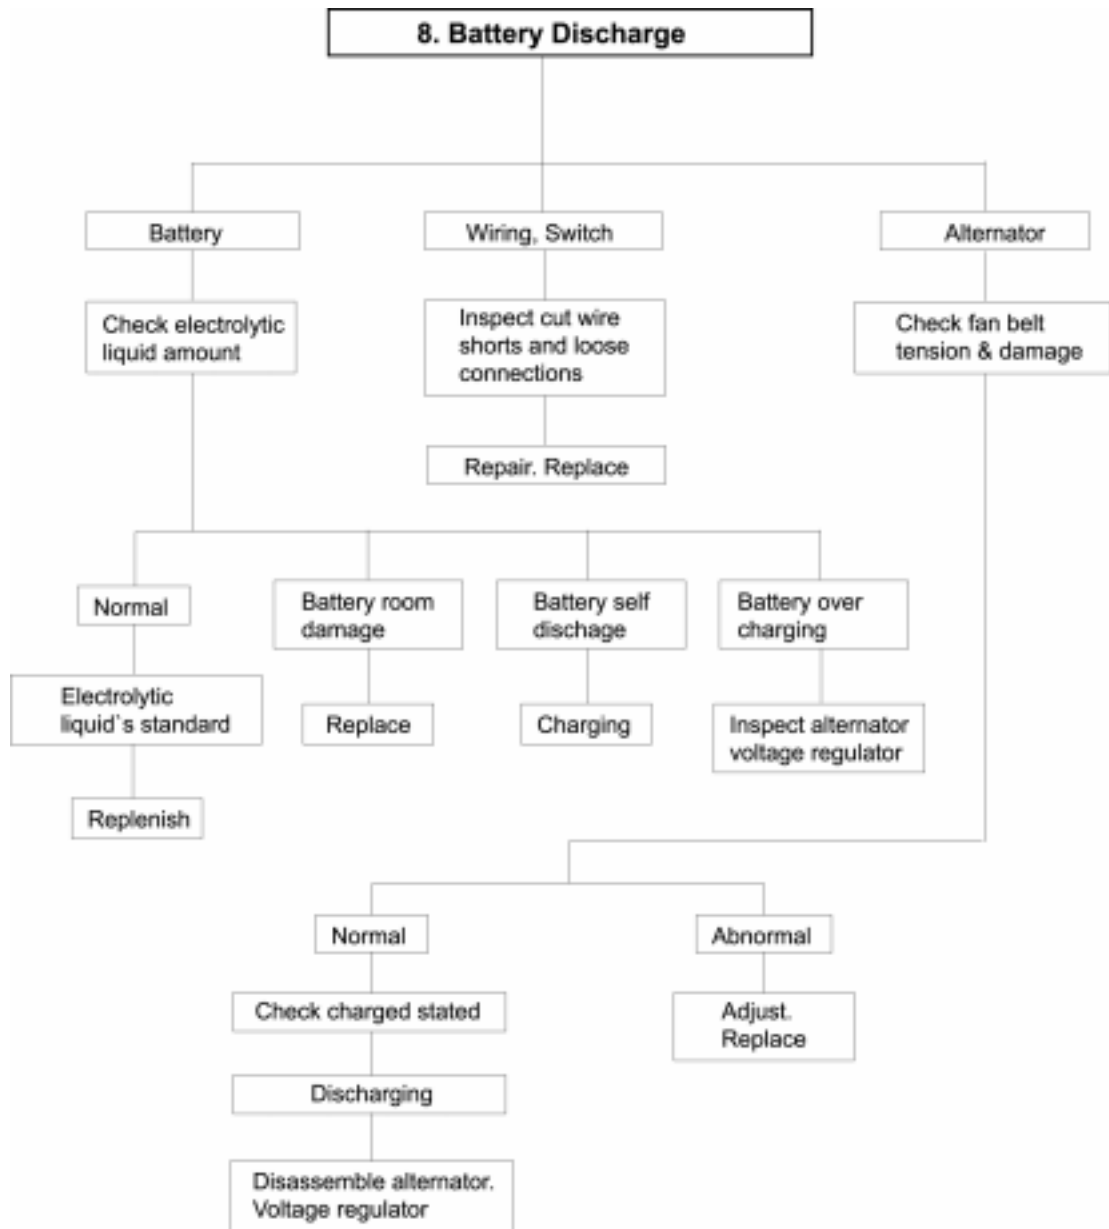 8. Battery Discharge
Battery
Wiring, Switch
Alternator
Check electrolytic
liquid amount
Inspect cut wire
shorts and loose
connections
Check fan belt
tension & damage
Repair. Replace
Normal
Battery room
damage
Battery self
dischage
Battery over
charging
Electrolytic
liquid`s standard
Replace
Charging
Inspect alternator
voltage regulator
Replenish
Normal
Abnormal
Check charged stated
Adjust.
Replace
Discharging
Disassemble alternator.
Voltage regulator